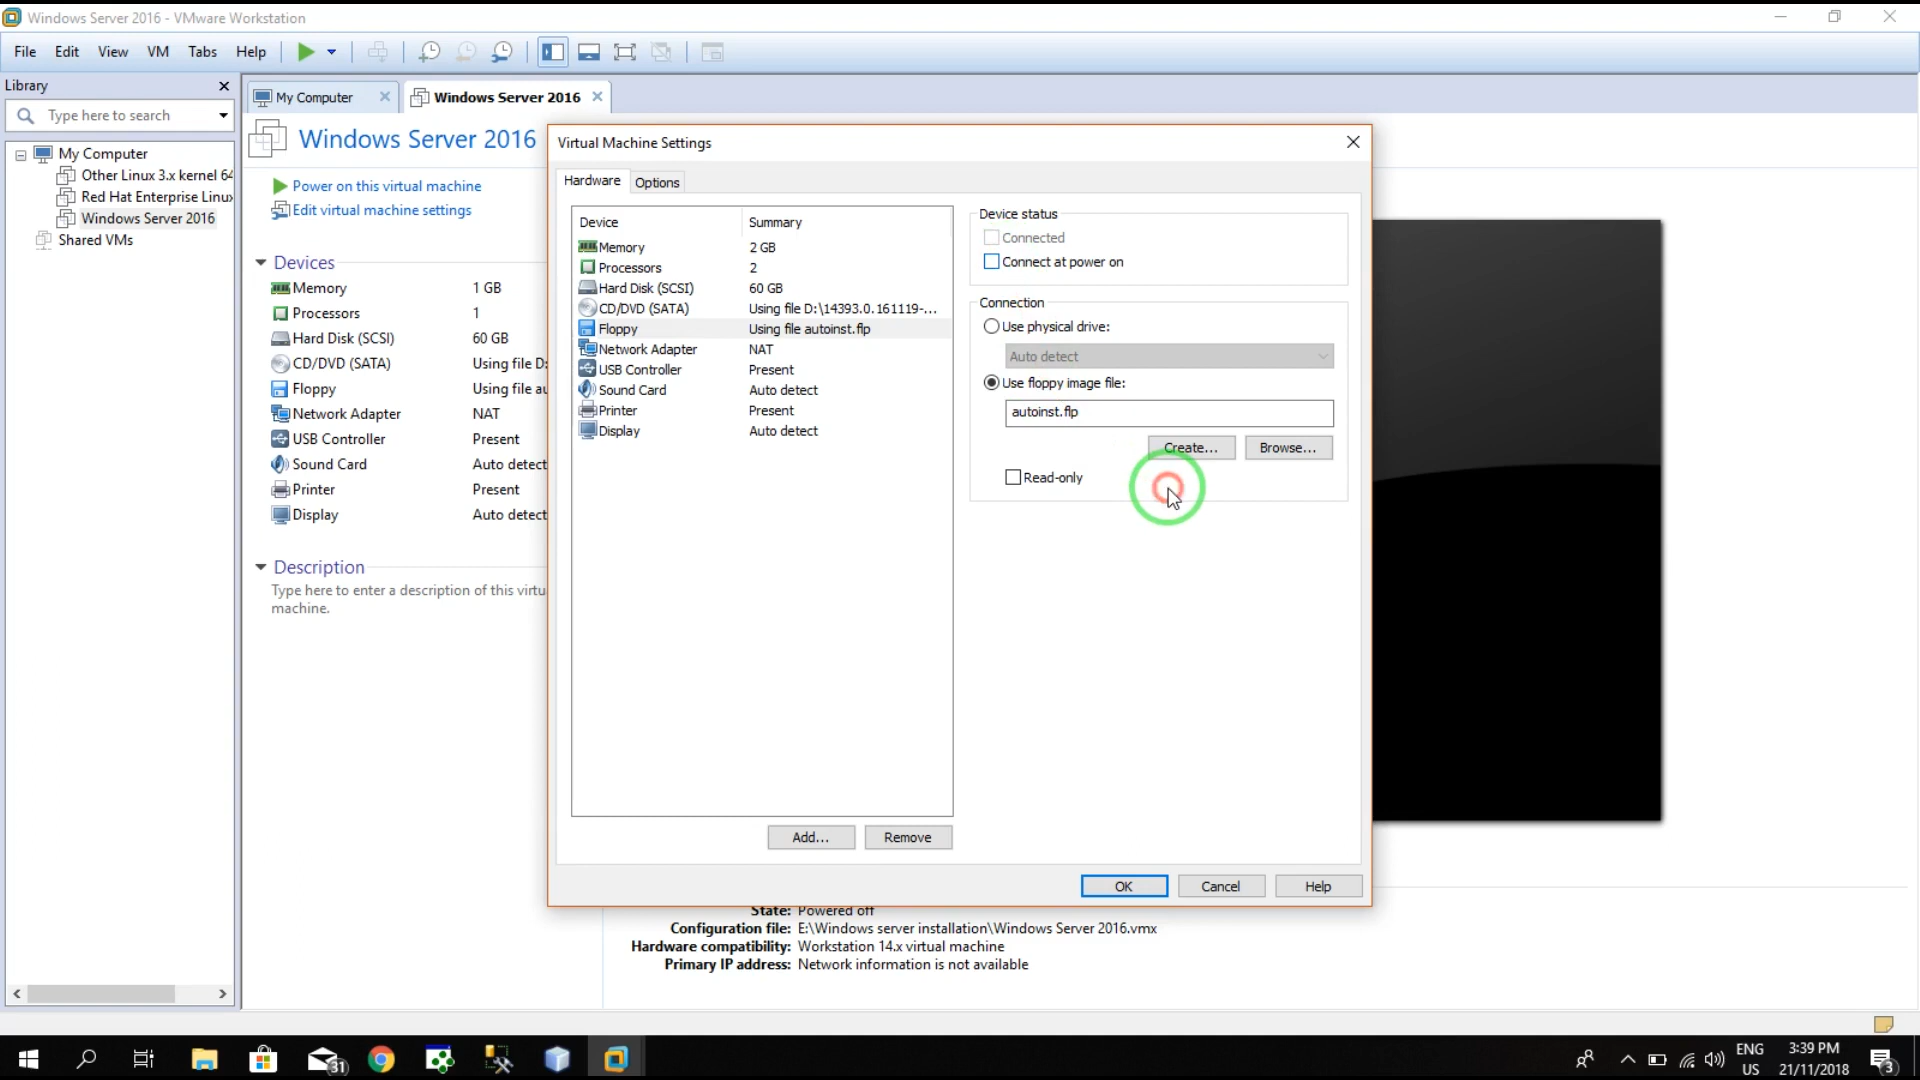 Windows Server 2016 - VMware Workstation
File Edit View VM Tabs Help
Library
My Computer
Windows Server 2016
Type here to search
My Computer
Other Linux 3.x kernel 64
Red Hat Enterprise Linux
Windows Server 2016
Shared VMs
Windows Server 2016
Power on this virtual machine
Edit virtual machine settings
Devices
Memory 1 GB
Processors 1
Hard Disk (SCSI) 60 GB
CD/DVD (SATA) Using file D:
Floppy Using file au
Network Adapter NAT
USB Controller Present
Sound Card Auto detect
Printer Present
Display Auto detect
Description
Type here to enter a description of this virtu
machine.
Virtual Machine Settings
Hardware Options
Device Summary
Memory 2 GB
Processors 2
Hard Disk (SCSI) 60 GB
CD/DVD (SATA) Using file D:\14393.0.161119-...
Floppy Using file autoinst.flp
Network Adapter NAT
USB Controller Present
Sound Card Auto detect
Printer Present
Display Auto detect
Add... Remove
Device status
Connected
Connect at power on
Connection
Use physical drive:
Auto detect
Use floppy image file:
autoinst.flp
Create... Browse...
Read-only
OK Cancel Help
State: Powered off
Configuration file: E:\Windows server installation\Windows Server 2016.vmx
Hardware compatibility: Workstation 14.x virtual machine
Primary IP address: Network information is not available
31
ENG
US
3:39 PM
21/11/2018
3